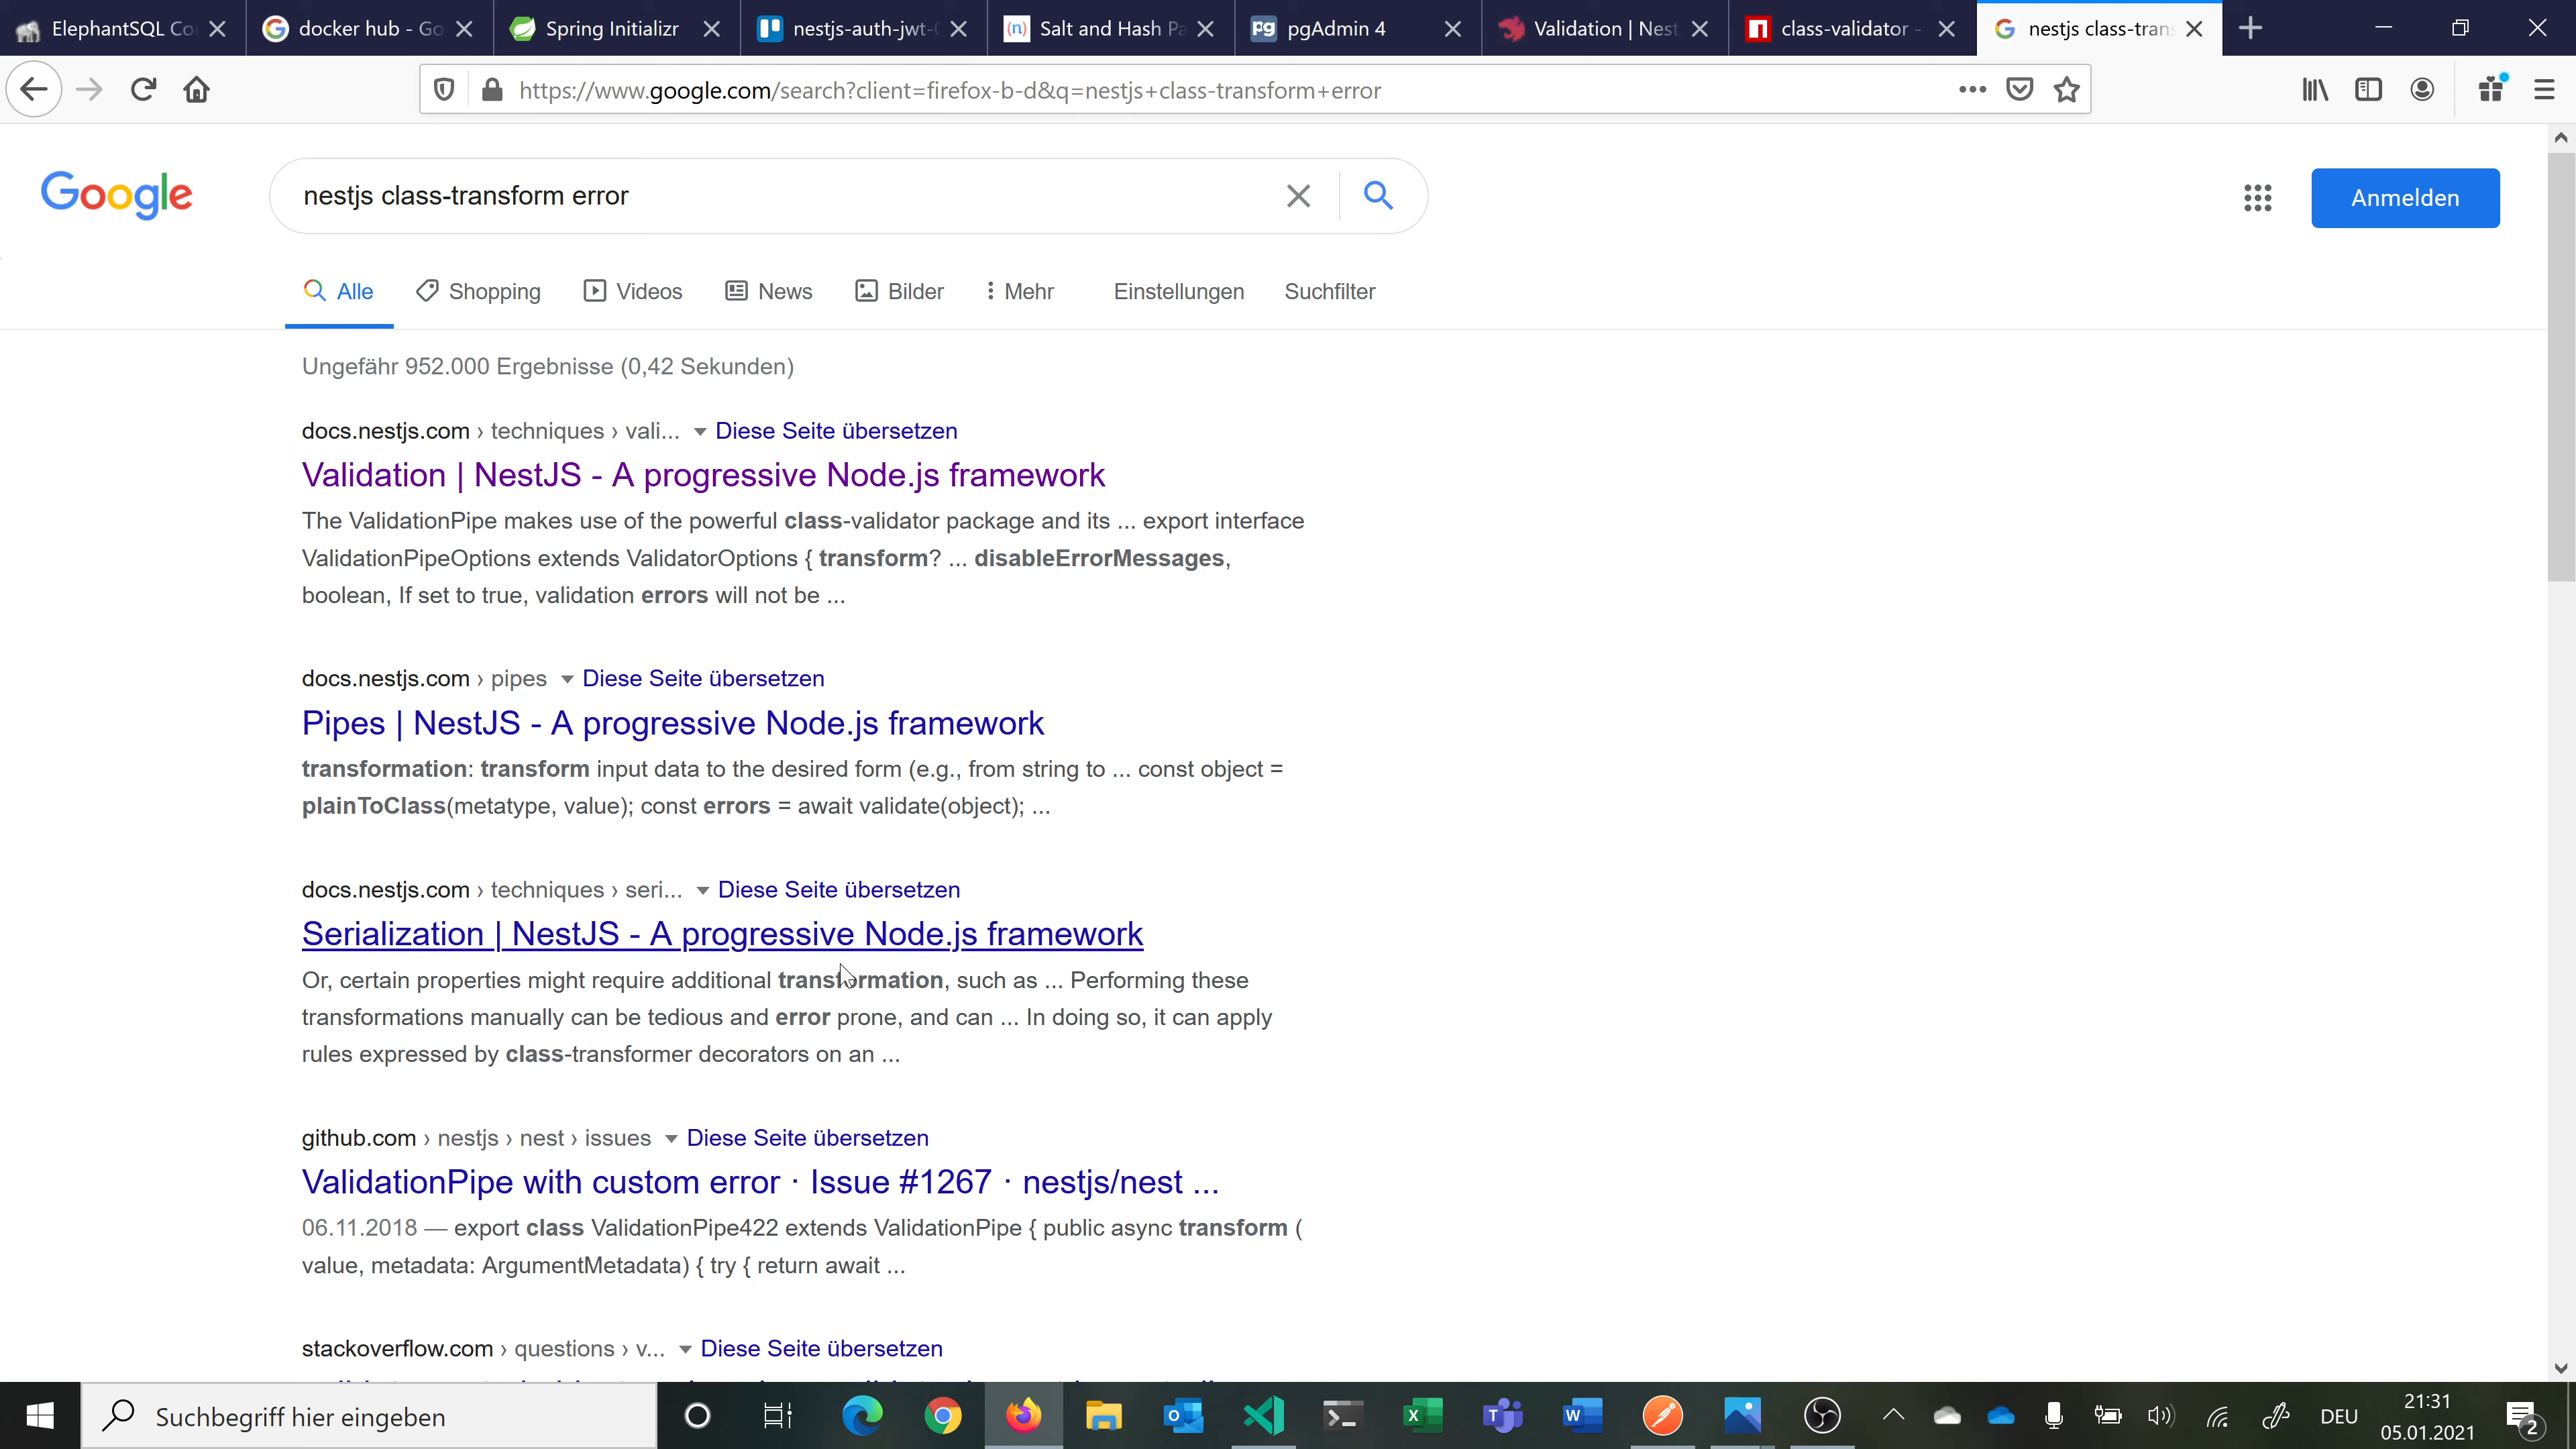 ElephantSQL Co
docker hub - Go
Spring Initializr
nestjs-auth-jwt-
Salt and Hash Pa
pgAdmin 4
Validation | Nest
class-validator -
nestjs class-trans
https://www.google.com/search?client=firefox-b-d&q=nestjs+class-transform+error
Google
nestjs class-transform error
Anmelden
Alle
Shopping
Videos
News
Bilder
Mehr
Einstellungen
Suchfilter
Ungefähr 952.000 Ergebnisse (0,42 Sekunden)
docs.nestjs.com › techniques › vali... Diese Seite übersetzen
Validation | NestJS - A progressive Node.js framework
The ValidationPipe makes use of the powerful class-validator package and its ... export interface
ValidationPipeOptions extends ValidatorOptions { transform? ... disableErrorMessages,
boolean, If set to true, validation errors will not be ...
docs.nestjs.com › pipes Diese Seite übersetzen
Pipes | NestJS - A progressive Node.js framework
transformation: transform input data to the desired form (e.g., from string to ... const object =
plainToClass(metatype, value); const errors = await validate(object); ...
docs.nestjs.com › techniques › seri... Diese Seite übersetzen
Serialization | NestJS - A progressive Node.js framework
Or, certain properties might require additional transformation, such as ... Performing these
transformations manually can be tedious and error prone, and can ... In doing so, it can apply
rules expressed by class-transformer decorators on an ...
github.com › nestjs › nest › issues Diese Seite übersetzen
ValidationPipe with custom error · Issue #1267 · nestjs/nest ...
06.11.2018 — export class ValidationPipe422 extends ValidationPipe { public async transform (
value, metadata: ArgumentMetadata) { try { return await ...
stackoverflow.com › questions › v... Diese Seite übersetzen
Suchbegriff hier eingeben
DEU
21:31
05.01.2021
2